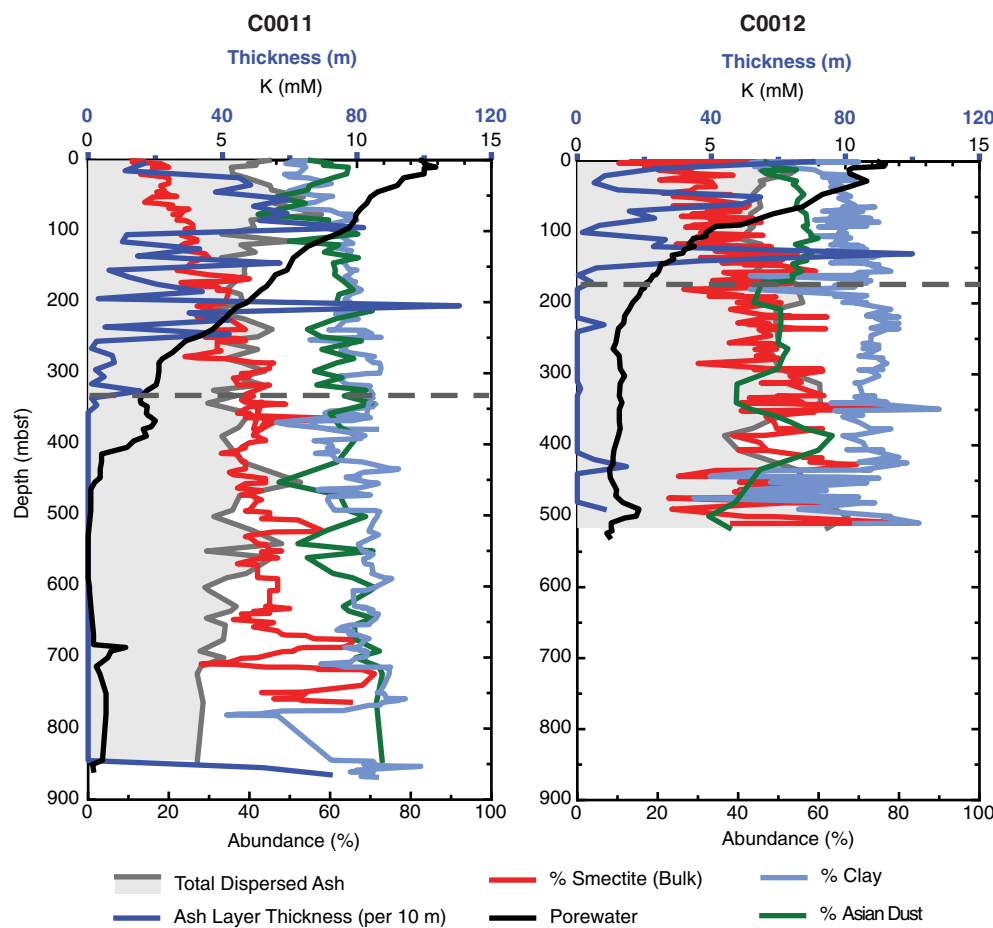 C0011
Thickness (m)
K (mM)
0 40 80 120
0 5 10 15
0
100
200
300
400
500
600
700
800
900
Depth (mbsf)
0 20 40 60 80 100
Abundance (%)
C0012
Thickness (m)
K (mM)
0 40 80 120
0 5 10 15
0
100
200
300
400
500
600
700
800
900
0 20 40 60 80 100
Abundance (%)
Total Dispersed Ash
% Smectite (Bulk)
% Clay
Ash Layer Thickness (per 10 m)
Porewater
% Asian Dust